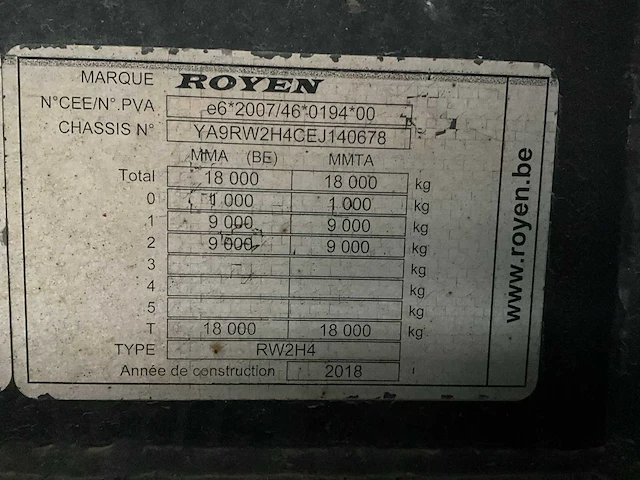 MARQUE ROYEN
N°CEE/N°.PVA e6*2007/46*0194*00
CHASSIS N° YA9RW2H4CEJ140678
MMA (BE) MMTA
Total 18 000 18 000 kg
0 1 000 1 000 kg
1 9 000 9 000 kg
2 9 000 9 000 kg
3 kg
4 kg
5 kg
T 18 000 18 000 kg
TYPE RW2H4
Année de construction 2018
www.royen.be